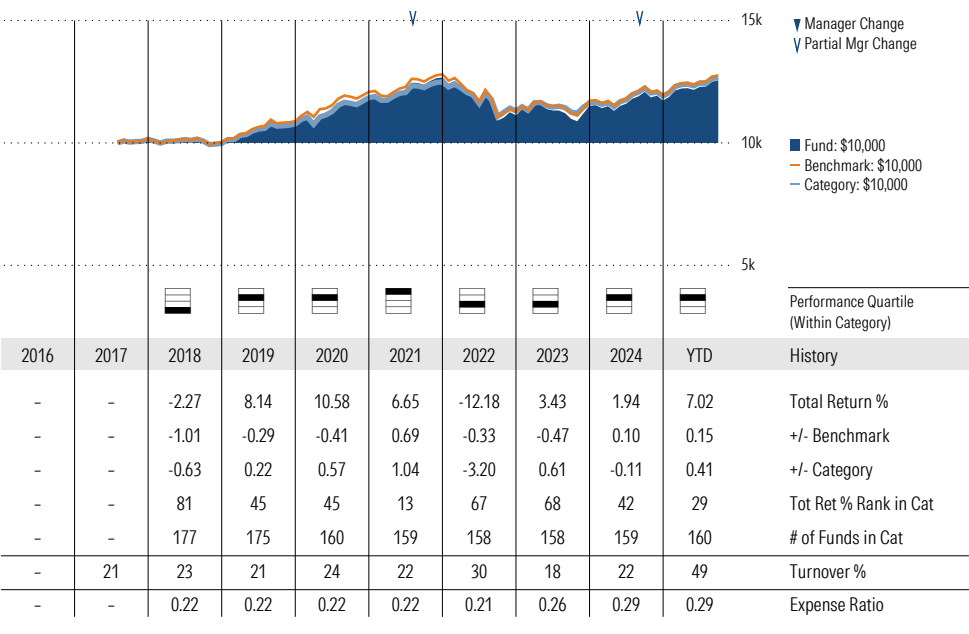 15k
Manager Change
Partial Mgr Change
10k
Fund: $10,000
Benchmark: $10,000
Category: $10,000
5k
Performance Quartile
(Within Category)
2016 2017 2018 2019 2020 2021 2022 2023 2024 YTD History
– – -2.27 8.14 10.58 6.65 -12.18 3.43 1.94 7.02 Total Return %
– – -1.01 -0.29 -0.41 0.69 -0.33 -0.47 0.10 0.15 +/- Benchmark
– – -0.63 0.22 0.57 1.04 -3.20 0.61 -0.11 0.41 +/- Category
– – 81 45 45 13 67 68 42 29 Tot Ret % Rank in Cat
– – 177 175 160 159 158 158 159 160 # of Funds in Cat
– 21 23 21 24 22 30 18 22 49 Turnover %
– – 0.22 0.22 0.22 0.22 0.21 0.26 0.29 0.29 Expense Ratio